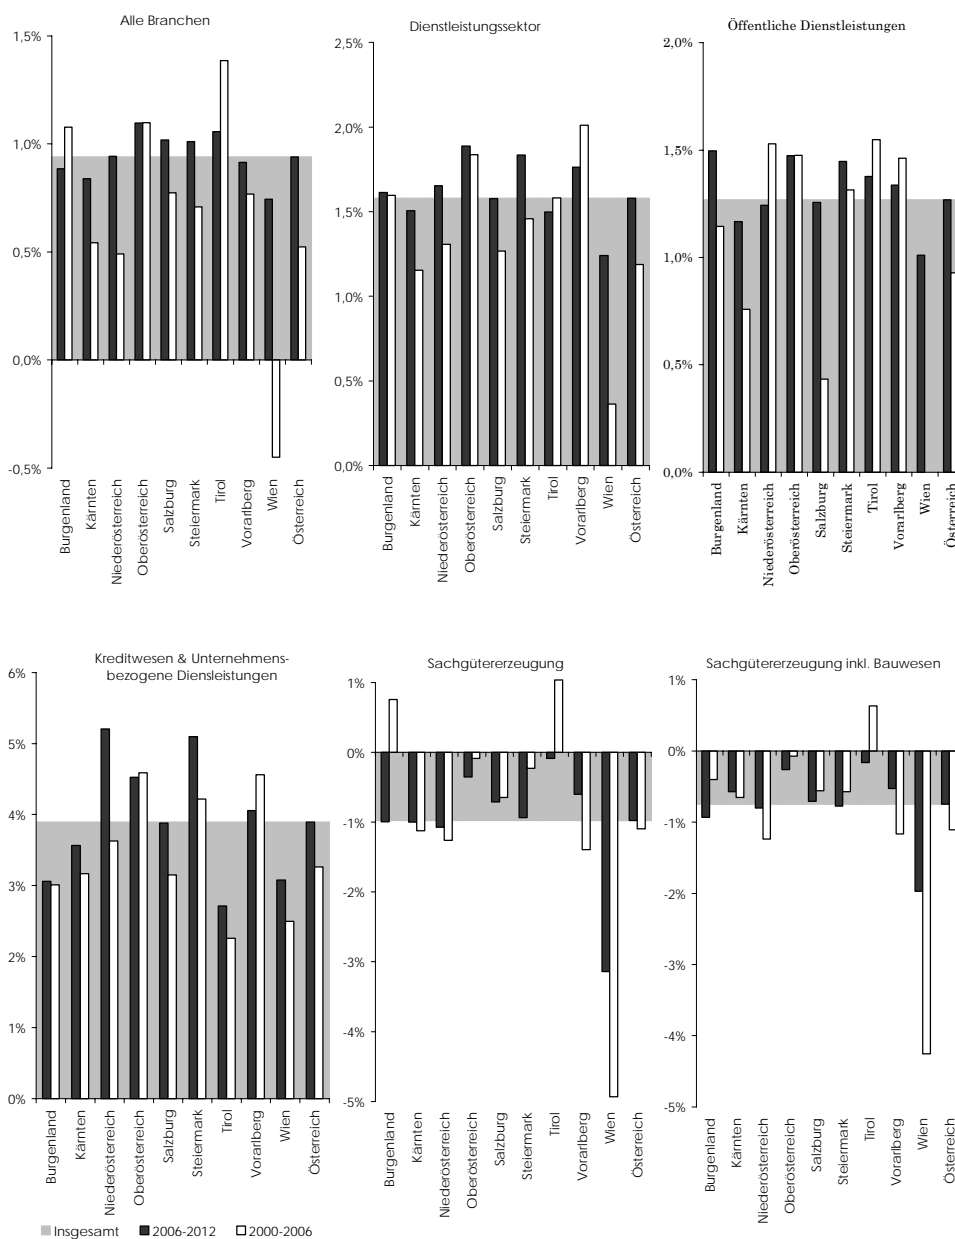 Alle Branchen
1,5%
1,0%
0,5%
0,0%
-0,5%
Burgenland
Kärnten
Niederösterreich
Oberösterreich
Salzburg
Steiermark
Tirol
Vorarlberg
Wien
Österreich
Dienstleistungssektor
2,5%
2,0%
1,5%
1,0%
0,5%
0,0%
Burgenland
Kärnten
Niederösterreich
Oberösterreich
Salzburg
Steiermark
Tirol
Vorarlberg
Wien
Österreich
Öffentliche Dienstleistungen
2,0%
1,5%
1,0%
0,5%
0,0%
Burgenland
Kärnten
Niederösterreich
Oberösterreich
Salzburg
Steiermark
Tirol
Vorarlberg
Wien
Österreich
Kreditwesen & Unternehmens-
bezogene Diensleistungen
6%
5%
4%
3%
2%
1%
0%
Burgenland
Kärnten
Niederösterreich
Oberösterreich
Salzburg
Steiermark
Tirol
Vorarlberg
Wien
Österreich
Sachgütererzeugung
1%
0%
-1%
-2%
-3%
-4%
-5%
Burgenland
Kärnten
Niederösterreich
Oberösterreich
Salzburg
Steiermark
Tirol
Vorarlberg
Wien
Österreich
Sachgütererzeugung inkl. Bauwesen
1%
0%
-1%
-2%
-3%
-4%
-5%
Burgenland
Kärnten
Niederösterreich
Oberösterreich
Salzburg
Steiermark
Tirol
Vorarlberg
Wien
Österreich
Insgesamt 2006-2012 2000-2006